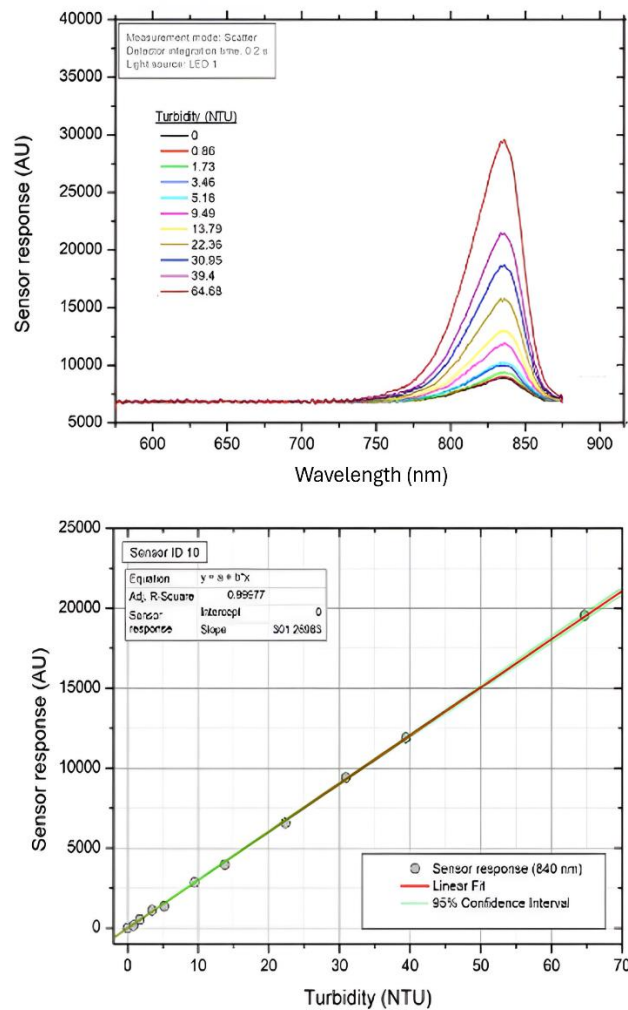 40000
35000
30000
25000
20000
15000
10000
5000
Sensor response (AU)
Measurement mode: Scatter
Detector integration time: 0.2 s
Light source: LED 1
Turbidity (NTU)
0
0.86
1.73
3.46
5.16
9.49
13.79
22.36
30.95
39.4
64.68
600
650
700
750
800
850
900
Wavelength (nm)
25000
20000
15000
10000
5000
0
Sensor response (AU)
Sensor ID 10
Equation y = a + b*x
Adj. R-Square 0.99977
Sensor response Intercept 0
Slope
Sensor response (840 nm)
Linear Fit
95% Confidence Interval
0
10
20
30
40
50
60
70
Turbidity (NTU)